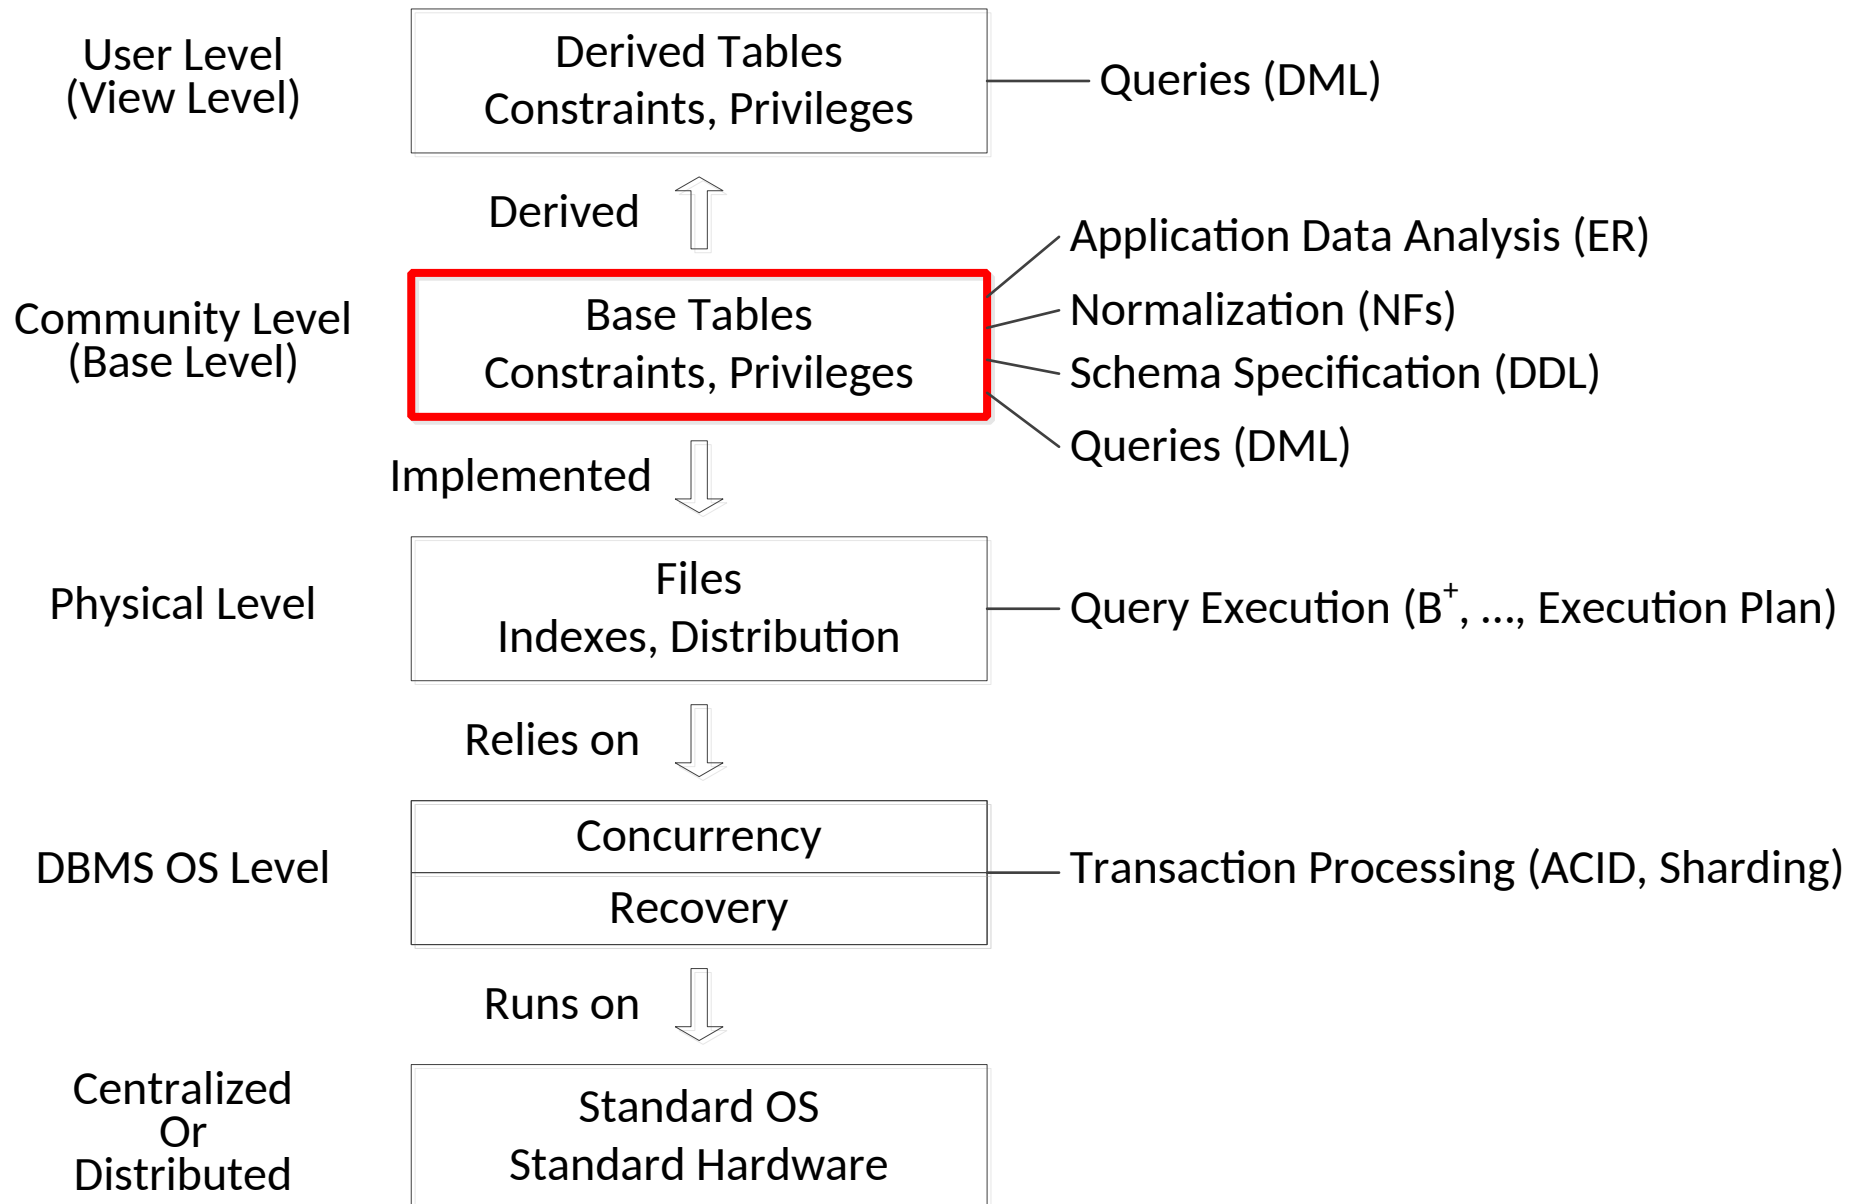 User Level
(View Level)
Derived Tables
Constraints, Privileges
Queries (DML)
Derived
Community Level
(Base Level)
Base Tables
Constraints, Privileges
Application Data Analysis (ER)
Normalization (NFs)
Schema Specification (DDL)
Queries (DML)
Implemented
Physical Level
Files
Indexes, Distribution
Query Execution (B⁺, ..., Execution Plan)
Relies on
DBMS OS Level
Concurrency
Recovery
Transaction Processing (ACID, Sharding)
Runs on
Centralized
Or
Distributed
Standard OS
Standard Hardware